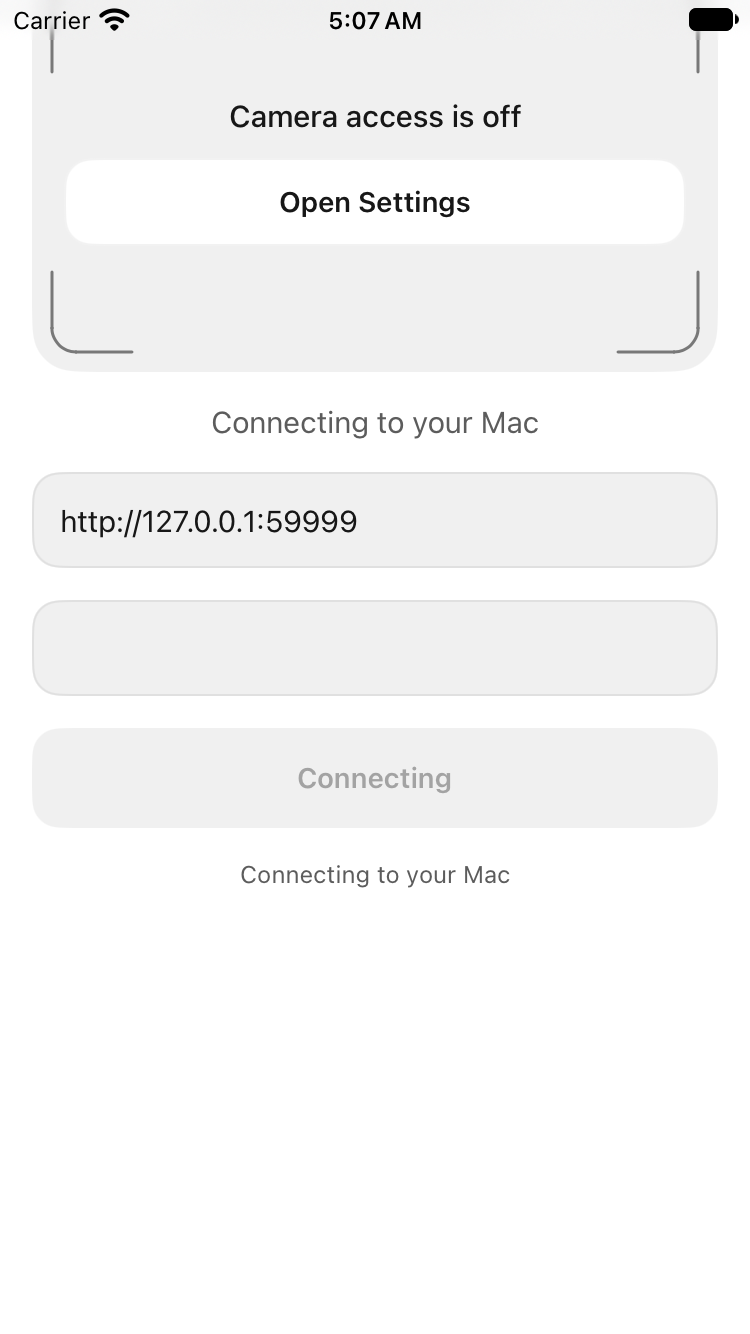 Carrier 5:07 AM
Camera access is off
Open Settings
Connecting to your Mac
http://127.0.0.1:59999
Connecting
Connecting to your Mac